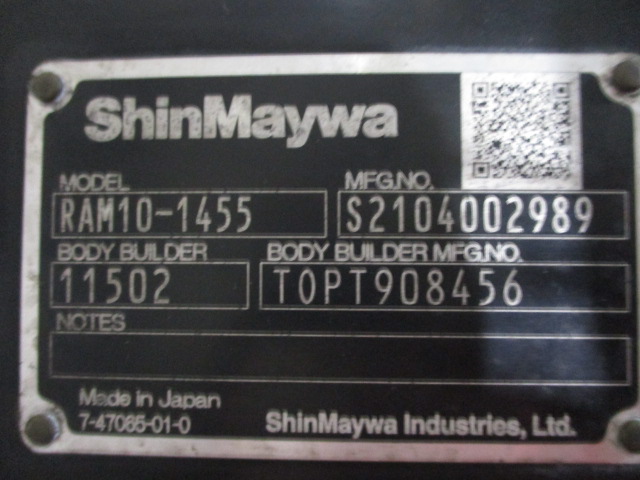 ShinMaywa
MODEL MFG.NO.
RAM10-1455 S2104002989
BODY BUILDER BODY BUILDER MFG.NO.
11502 T0PT908456
NOTES
Made in Japan
7-47065-01-0 ShinMaywa Industries, Ltd.